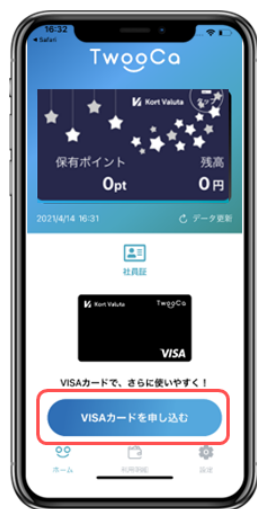 16:32
Safari
TwooCa
Kort Valuta
タップ
保有ポイント 残高
0pt 0円
2021/4/14 16:31 データ更新
社員証
Kort Valuta TwooCa
VISA
VISAカードで、さらに使いやすく！
VISAカードを申し込む
ホーム 利用明細 設定